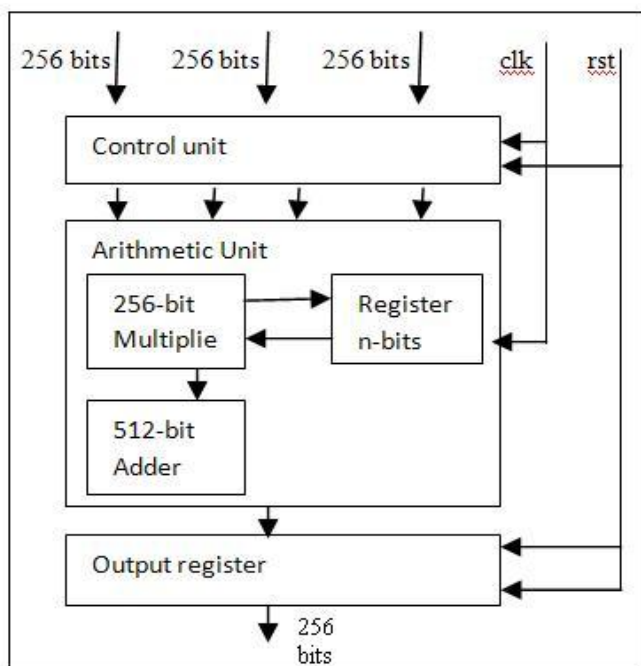 256 bits 256 bits 256 bits clk rst
Control unit
Arithmetic Unit
256-bit
Multiplie
Register
n-bits
512-bit
Adder
Output register
256
bits